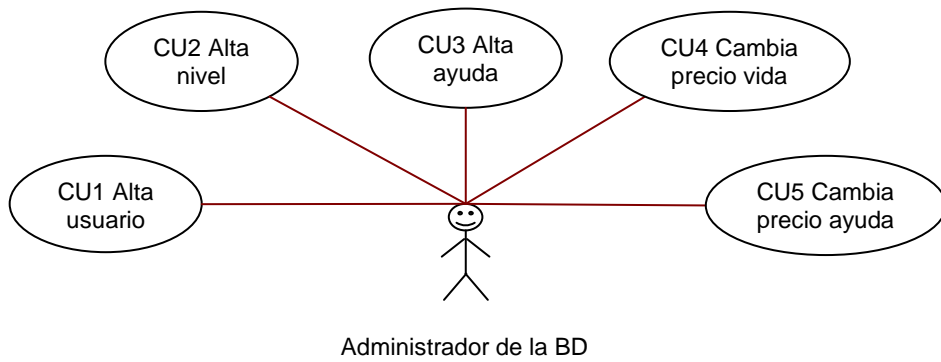 CU2 Alta
nivel
CU3 Alta
ayuda
CU4 Cambia
precio vida
CU1 Alta
usuario
CU5 Cambia
precio ayuda
Administrador de la BD